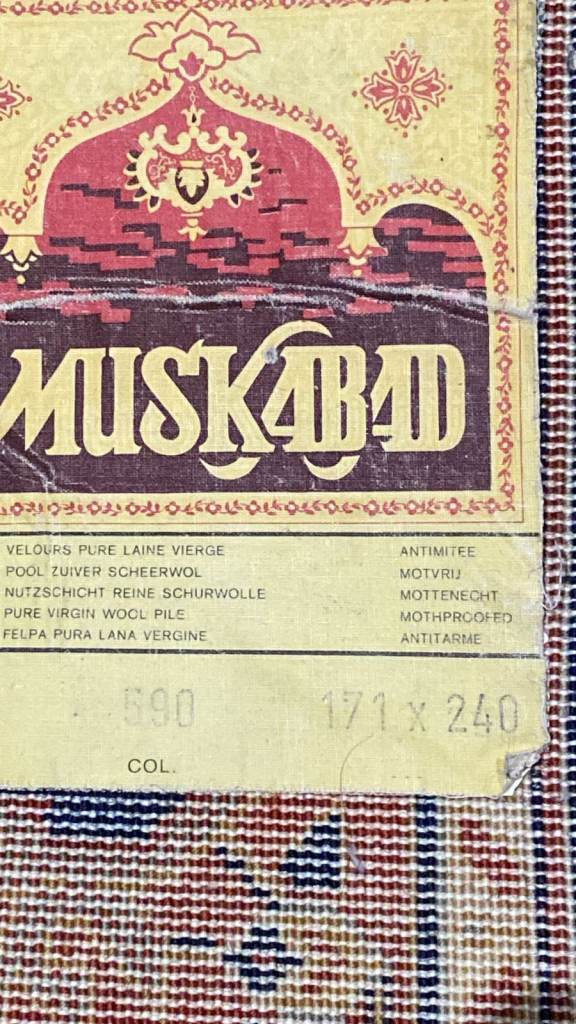 MUSKABAD
VELOURS PURE LAINE VIERGE ANTIMITEE
POOL ZUIVER SCHEERWOL MOTVRIJ
NUTZSCHICHT REINE SCHURWOLLE MOTTENECHT
PURE VIRGIN WOOL PILE MOTHPROOFED
FELPA PURA LANA VERGINE ANTITARME
590 171 x 240
COL.